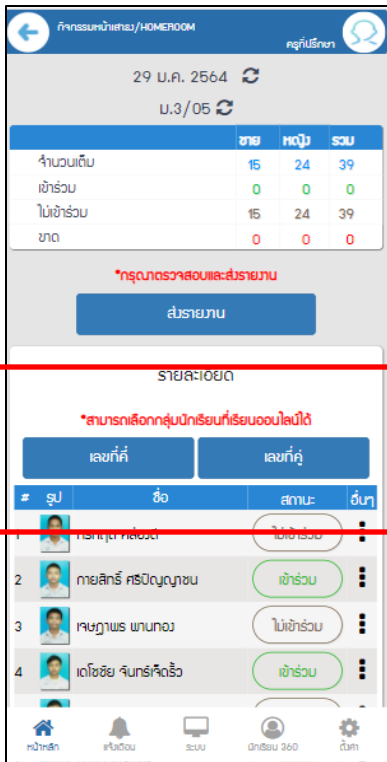 กิจกรรมหน้าเสาธง/HOMEROOM
ครูที่ปรึกษา
29 ม.ค. 2564
ม.3/05
ชาย หญิง รวม
จำนวนเต็ม 15 24 39
เข้าร่วม 0 0 0
ไม่เข้าร่วม 15 24 39
ขาด 0 0 0
*กรุณาตรวจสอบและส่งรายงาน
ส่งรายงาน
รายละเอียด
*สามารถเลือกกลุ่มนักเรียนที่เรียนออนไลน์ได้
เลขที่คี่ เลขที่คู่
# รูป ชื่อ สถานะ อื่นๆ
1 ไม่เข้าร่วม
2 กายสิทธิ์ ศรีปัญญาชน เข้าร่วม
3 เจษฎาพร พานทอง ไม่เข้าร่วม
4 เดโชชัย จันทร์เจ็ดริ้ว เข้าร่วม
หน้าหลัก แจ้งเตือน ระบบ นักเรียน 360 ตั้งค่า